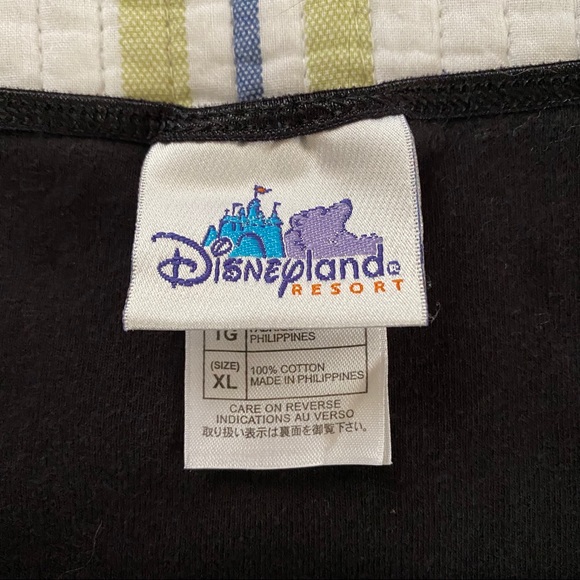 Disneyland®
RESORT
PHILIPPINES
(SIZE)
XL
100% COTTON
MADE IN PHILIPPINES
CARE ON REVERSE
INDICATIONS AU VERSO
取り扱い表示は裏面を御覧下さい。